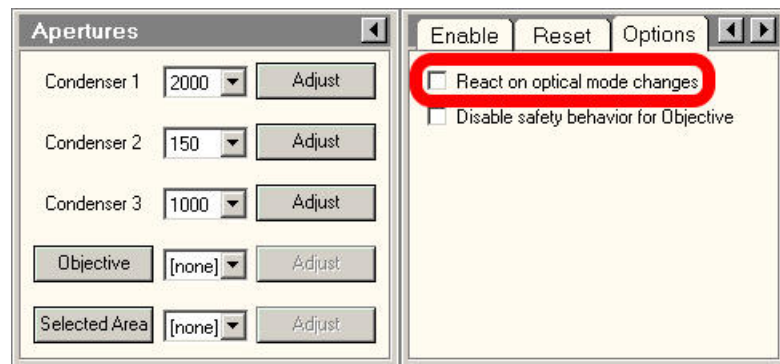 Apertures
Condenser 1 2000 Adjust
Condenser 2 150 Adjust
Condenser 3 1000 Adjust
Objective [none] Adjust
Selected Area [none] Adjust
Enable Reset Options
React on optical mode changes
Disable safety behavior for Objective